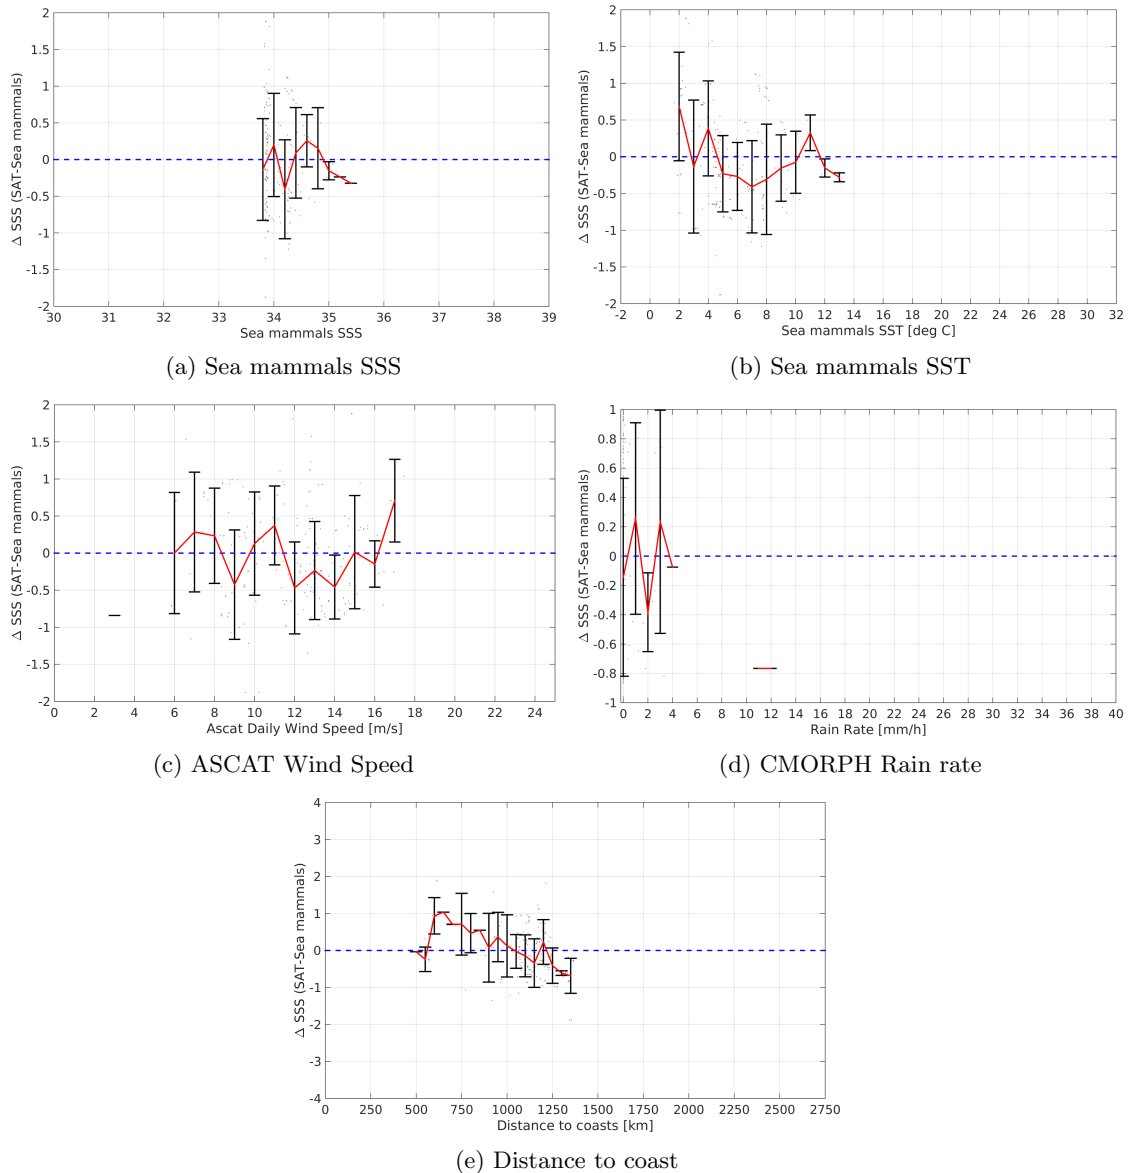 2
1.5
1
0.5
0
-0.5
-1
-1.5
-2
Δ SSS (SAT-Sea mammals)
30 31 32 33 34 35 36 37 38 39
Sea mammals SSS
(a) Sea mammals SSS
2
1.5
1
0.5
0
-0.5
-1
-1.5
-2
Δ SSS (SAT-Sea mammals)
-2 0 2 4 6 8 10 12 14 16 18 20 22 24 26 28 30 32
Sea mammals SST [deg C]
(b) Sea mammals SST
2
1.5
1
0.5
0
-0.5
-1
-1.5
-2
Δ SSS (SAT-Sea mammals)
0 2 4 6 8 10 12 14 16 18 20 22 24
Ascat Daily Wind Speed [m/s]
(c) ASCAT Wind Speed
1
0.8
0.6
0.4
0.2
0
-0.2
-0.4
-0.6
-0.8
-1
Δ SSS (SAT-Sea mammals)
0 2 4 6 8 10 12 14 16 18 20 22 24 26 28 30 32 34 36 38 40
Rain Rate [mm/h]
(d) CMORPH Rain rate
4
3
2
1
0
-1
-2
-3
-4
Δ SSS (SAT-Sea mammals)
0 250 500 750 1000 1250 1500 1750 2000 2250 2500 2750
Distance to coasts [km]
(e) Distance to coast